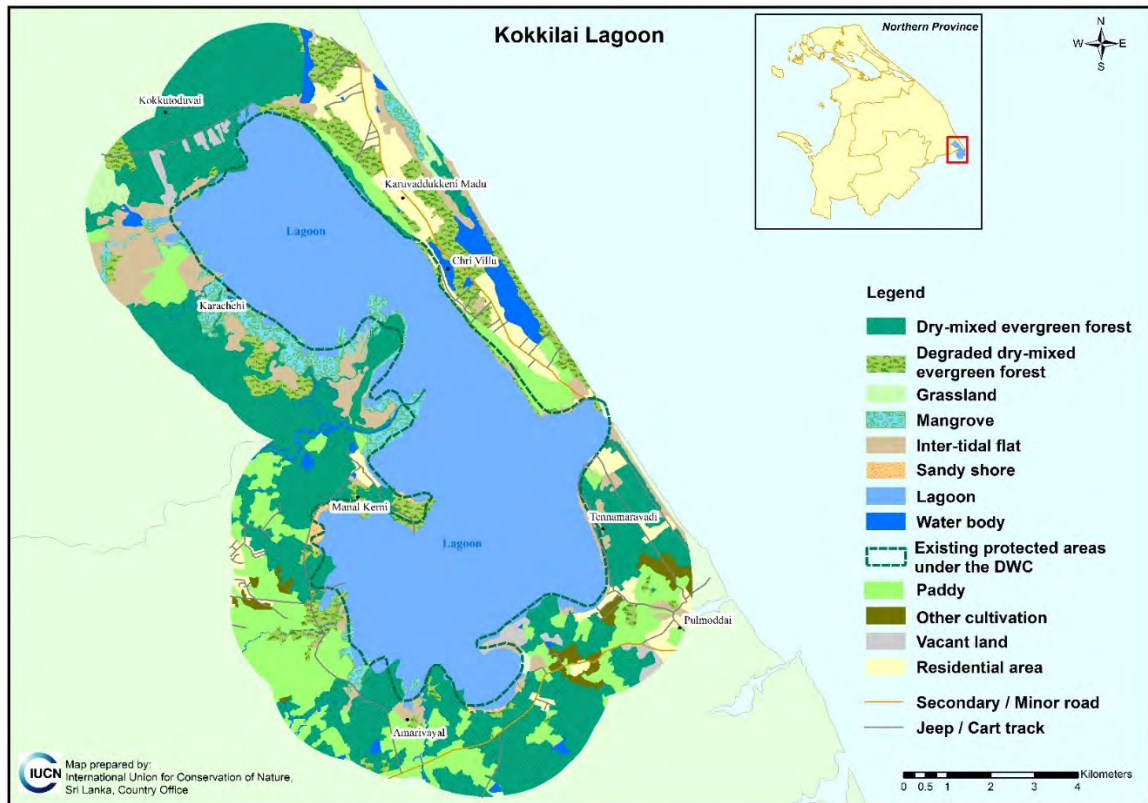 Kokkilai Lagoon
Northern Province
N
W E
S
Kokkutoduvai
Karuvaddukkeni Madu
Lagoon
Chri Villu
Karachchi
Manal Kerni
Tennamaravadi
Lagoon
Pulmoddai
Amarivayal
Legend
Dry-mixed evergreen forest
Degraded dry-mixed
evergreen forest
Grassland
Mangrove
Inter-tidal flat
Sandy shore
Lagoon
Water body
Existing protected areas
under the DWC
Paddy
Other cultivation
Vacant land
Residential area
Secondary / Minor road
Jeep / Cart track
Kilometers
0 0.5 1 2 3 4
IUCN
Map prepared by:
International Union for Conservation of Nature,
Sri Lanka, Country Office